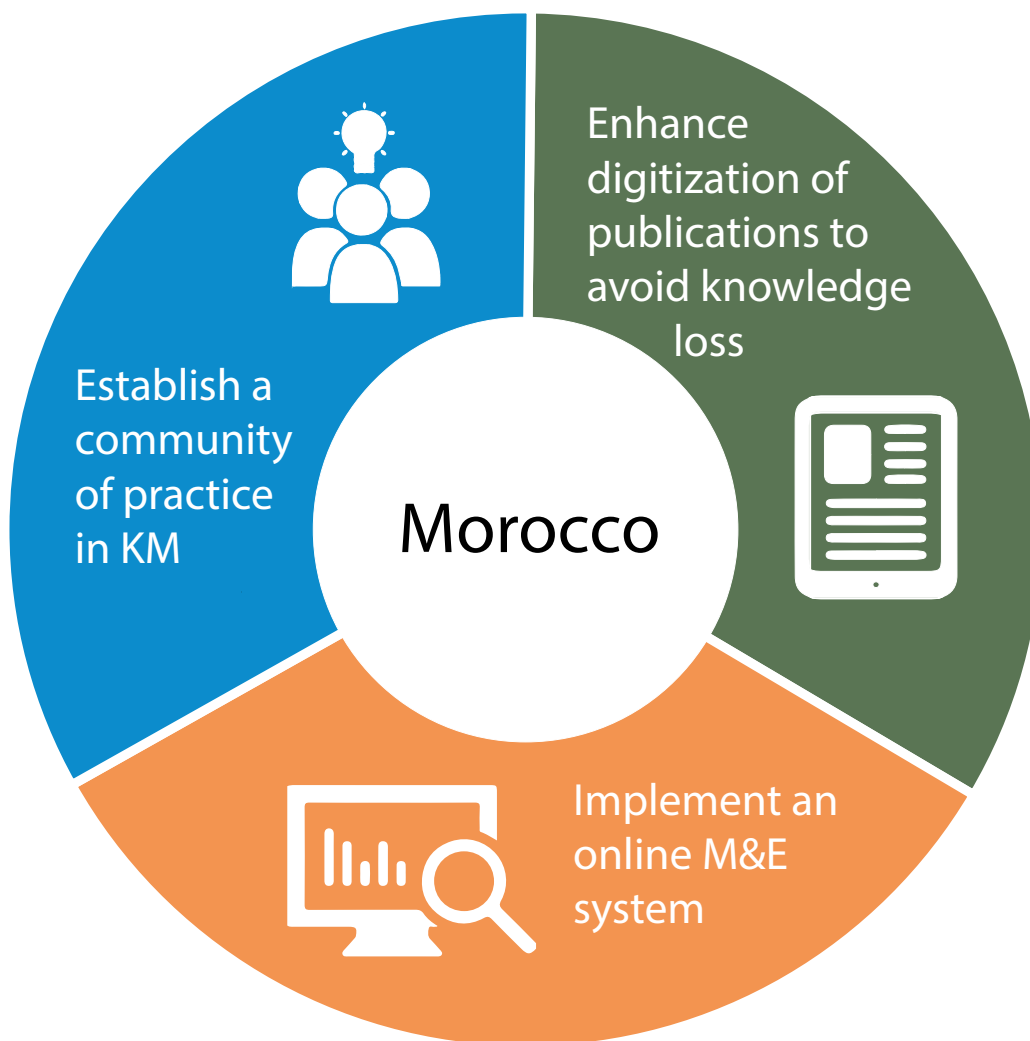 Enhance
digitization of
publications to
avoid knowledge
loss
Establish a
community
of practice
in KM
Morocco
Implement an
online M&E
system